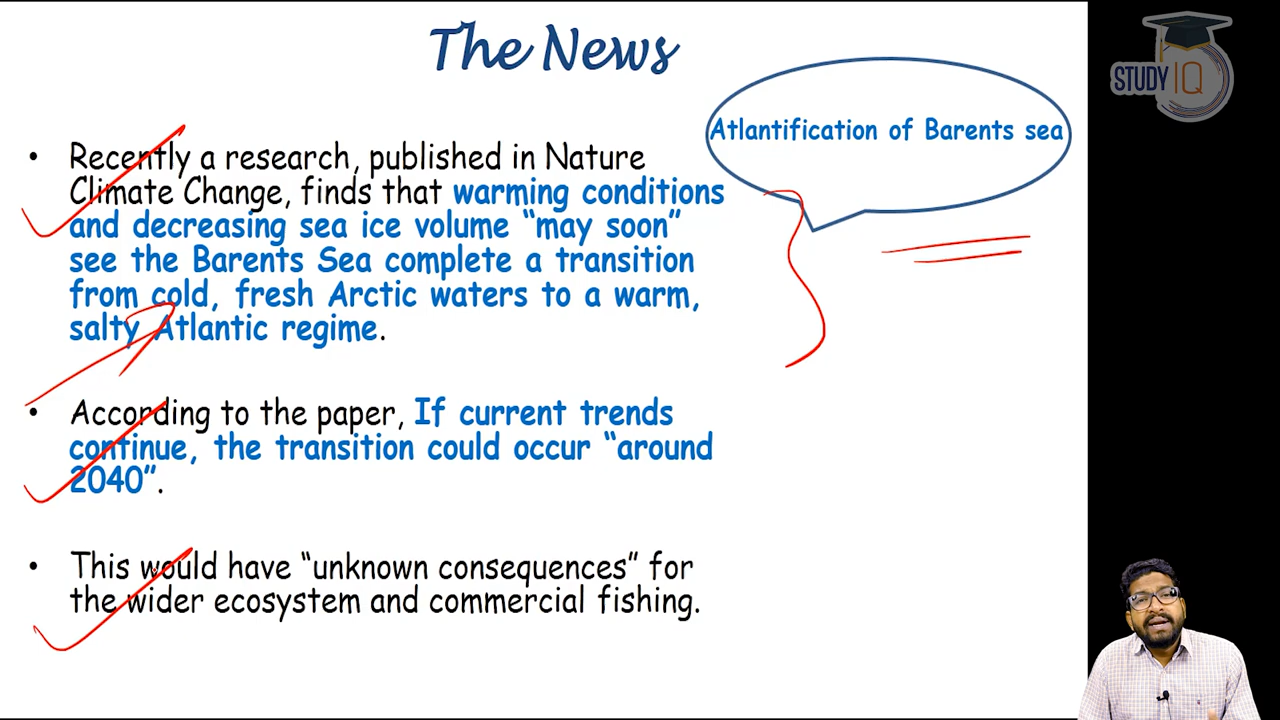 The News
STUDY IQ
Atlantification of Barents sea
• Recently a research, published in Nature
Climate Change, finds that warming conditions
and decreasing sea ice volume “may soon”
see the Barents Sea complete a transition
from cold, fresh Arctic waters to a warm,
salty Atlantic regime.
• According to the paper, If current trends
continue, the transition could occur “around
2040”.
• This would have “unknown consequences” for
the wider ecosystem and commercial fishing.